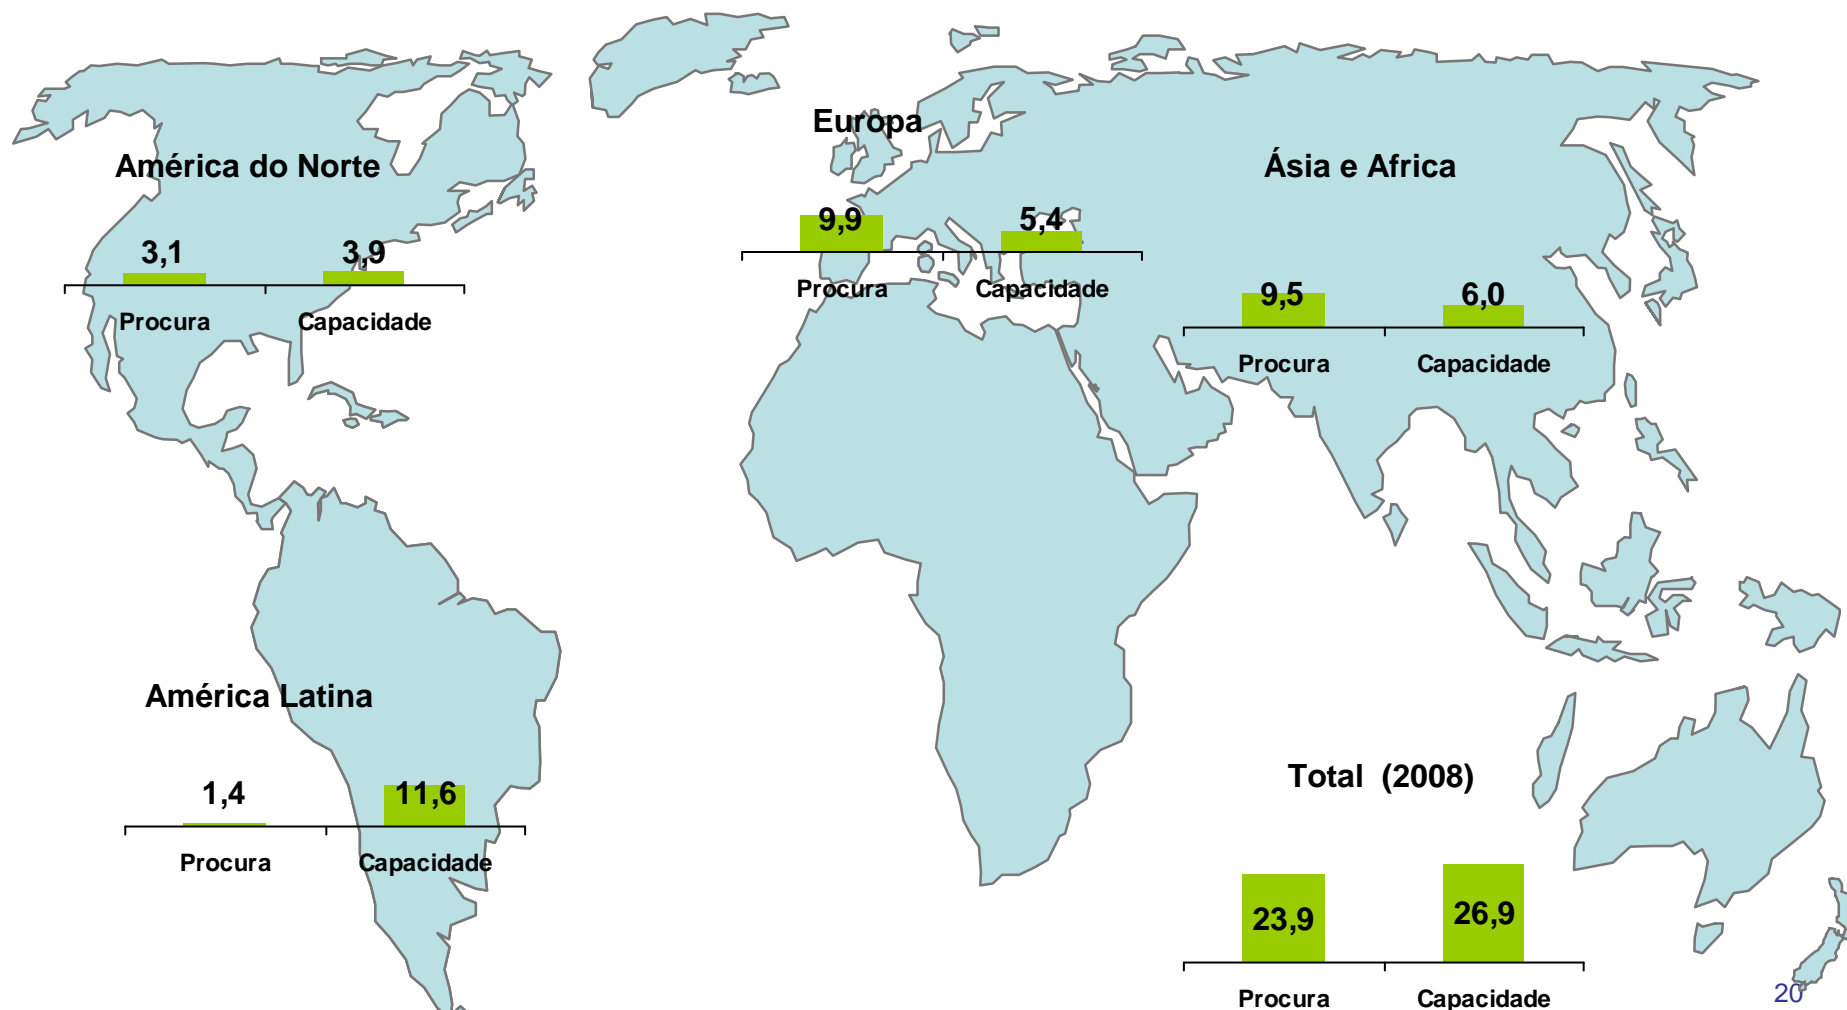 Europa
América do Norte
Ásia e Africa
9,9 5,4
3,1 3,9
Procura Capacidade
9,5 6,0
Procura Capacidade
Procura Capacidade
América Latina
Total (2008)
1,4 11,6
Procura Capacidade
23,9 26,9
Procura Capacidade
20